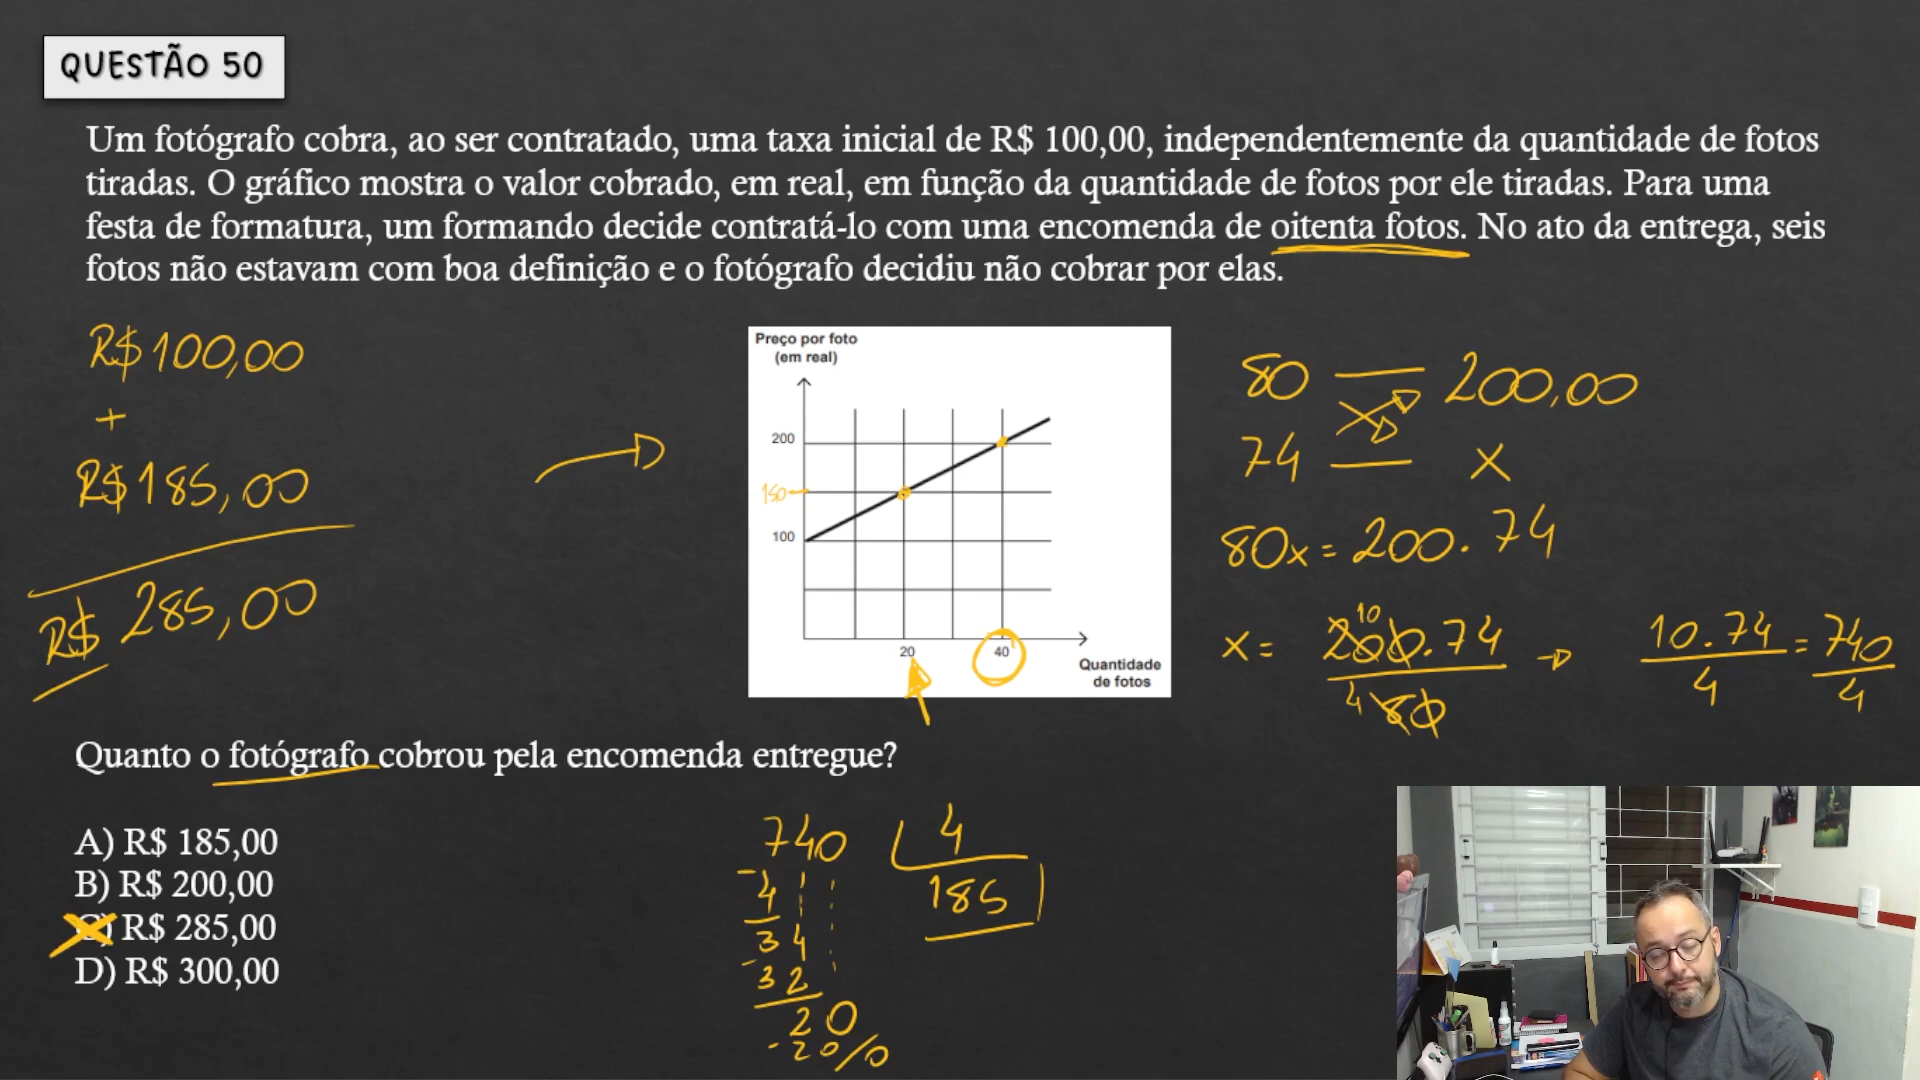 QUESTÃO 50
Um fotógrafo cobra, ao ser contratado, uma taxa inicial de R$ 100,00, independentemente da quantidade de fotos
tiradas. O gráfico mostra o valor cobrado, em real, em função da quantidade de fotos por ele tiradas. Para uma
festa de formatura, um formando decide contratá-lo com uma encomenda de oitenta fotos. No ato da entrega, seis
fotos não estavam com boa definição e o fotógrafo decidiu não cobrar por elas.
R$ 100,00
+
R$ 185,00
R$ 285,00
Preço por foto
(em real)
200
150
100
20
40
Quantidade
de fotos
80 200,00
74 x
80x = 200.74
x = 200.74
10
4 80
10.74 = 740
4 4
Quanto o fotógrafo cobrou pela encomenda entregue?
A) R$ 185,00
B) R$ 200,00
C) R$ 285,00
D) R$ 300,00
740 4
- 4 185
34
- 32
20
- 20
0